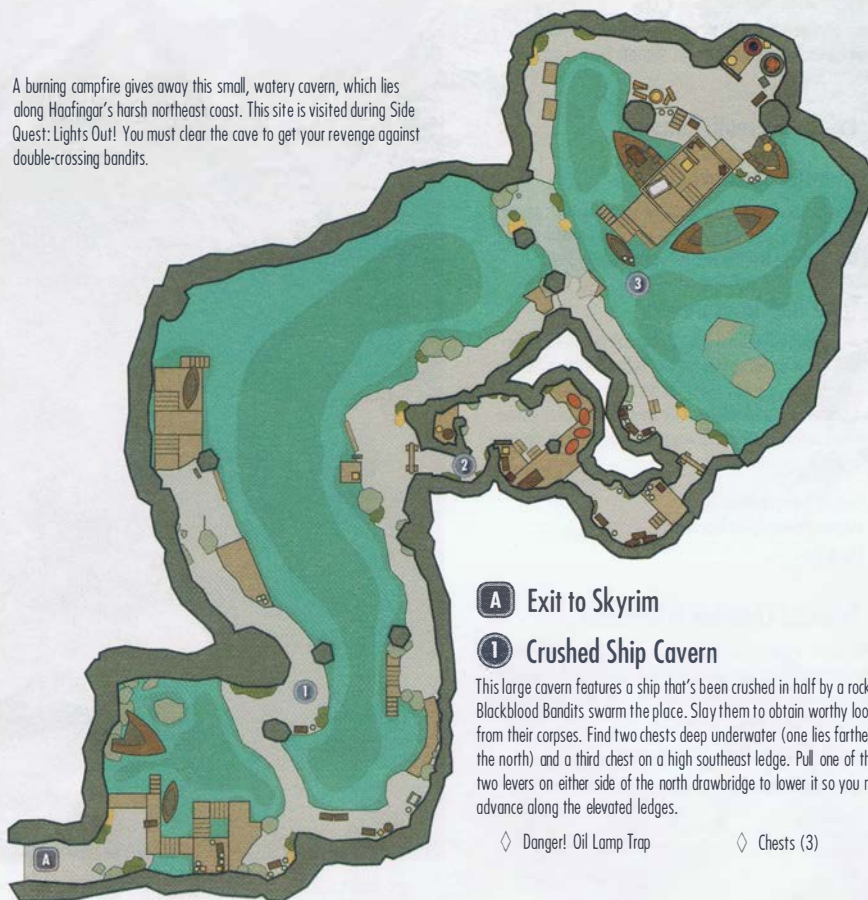 A burning campfire gives away this small, watery cavern, which lies
along Haafingar's harsh northeast coast. This site is visited during Side
Quest: Lights Out! You must clear the cave to get your revenge against
double-crossing bandits.
3
2
1
A
A Exit to Skyrim
1 Crushed Ship Cavern
This large cavern features a ship that's been crushed in half by a rock
Blackblood Bandits swarm the place. Slay them to obtain worthy loo
from their corpses. Find two chests deep underwater (one lies farthe
the north) and a third chest on a high southeast ledge. Pull one of th
two levers on either side of the north drawbridge to lower it so you
advance along the elevated ledges.
Danger! Oil Lamp Trap
Chests (3)